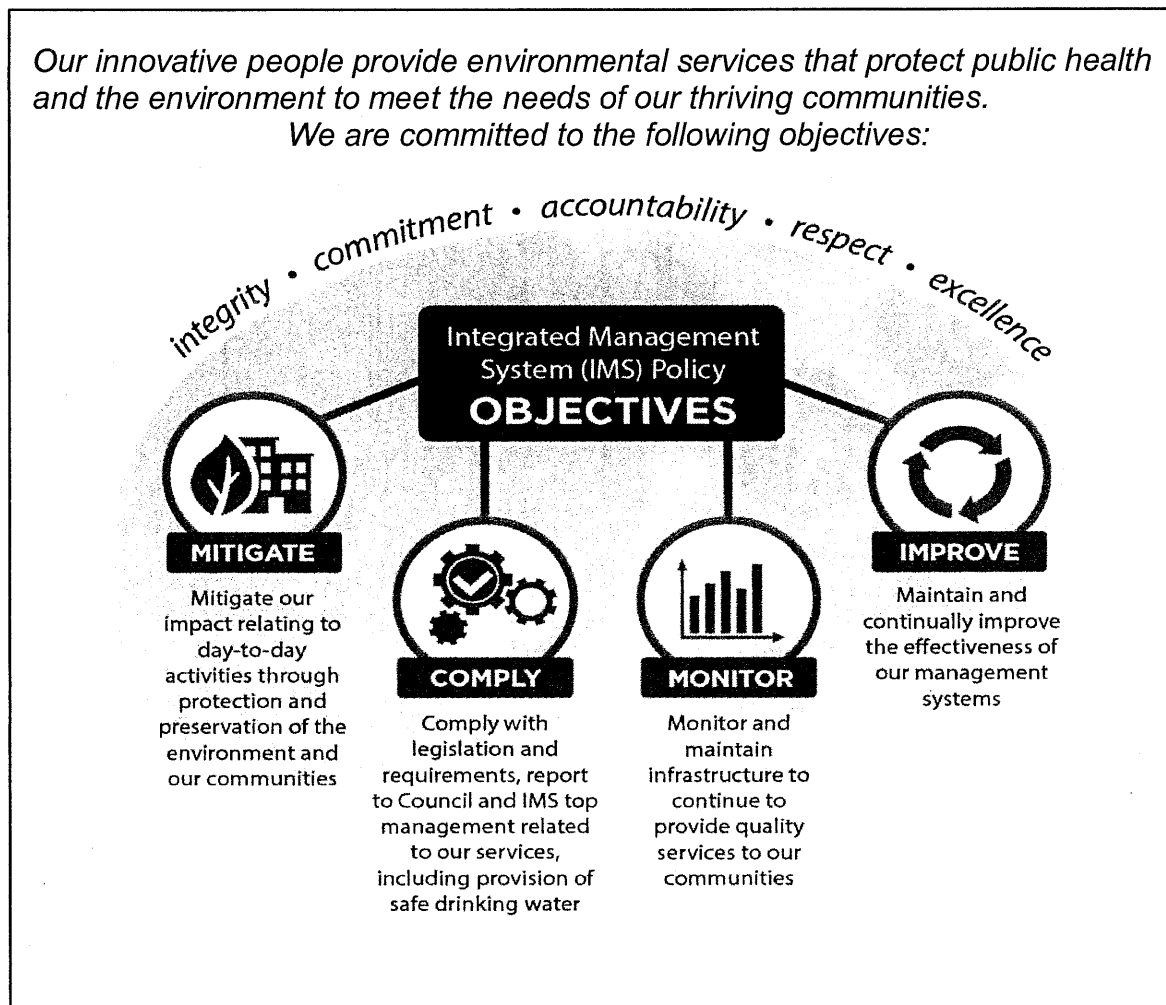 Our innovative people provide environmental services that protect public health
and the environment to meet the needs of our thriving communities.
We are committed to the following objectives:
integrity • commitment • accountability • respect • excellence
Integrated Management
System (IMS) Policy
OBJECTIVES
MITIGATE
Mitigate our
impact relating to
day-to-day
activities through
protection and
preservation of the
environment and
our communities
COMPLY
Comply with
legislation and
requirements, report
to Council and IMS top
management related
to our services,
including provision of
safe drinking water
MONITOR
Monitor and
maintain
infrastructure to
continue to
provide quality
services to our
communities
IMPROVE
Maintain and
continually improve
the effectiveness of
our management
systems